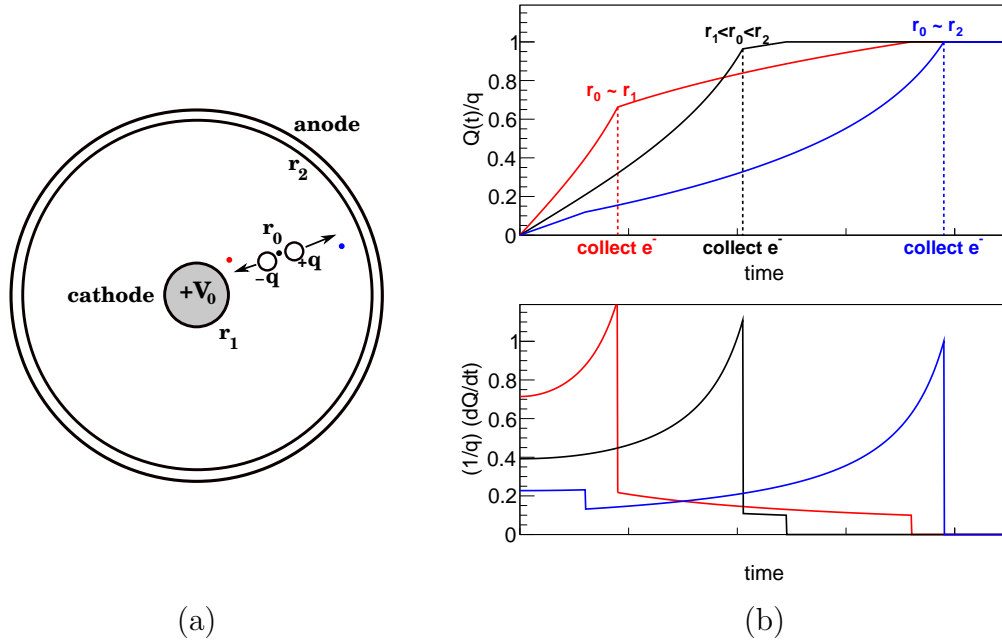 anode
r2
r0
+q
−q
cathode
+V0
r1
(a)
Q(t)/q
1
0.8
0.6
0.4
0.2
0
r0 ~ r1
r1<r0<r2
r0 ~ r2
collect e-
collect e-
collect e-
time
(1/q) (dQ/dt)
1
0.8
0.6
0.4
0.2
0
time
(b)